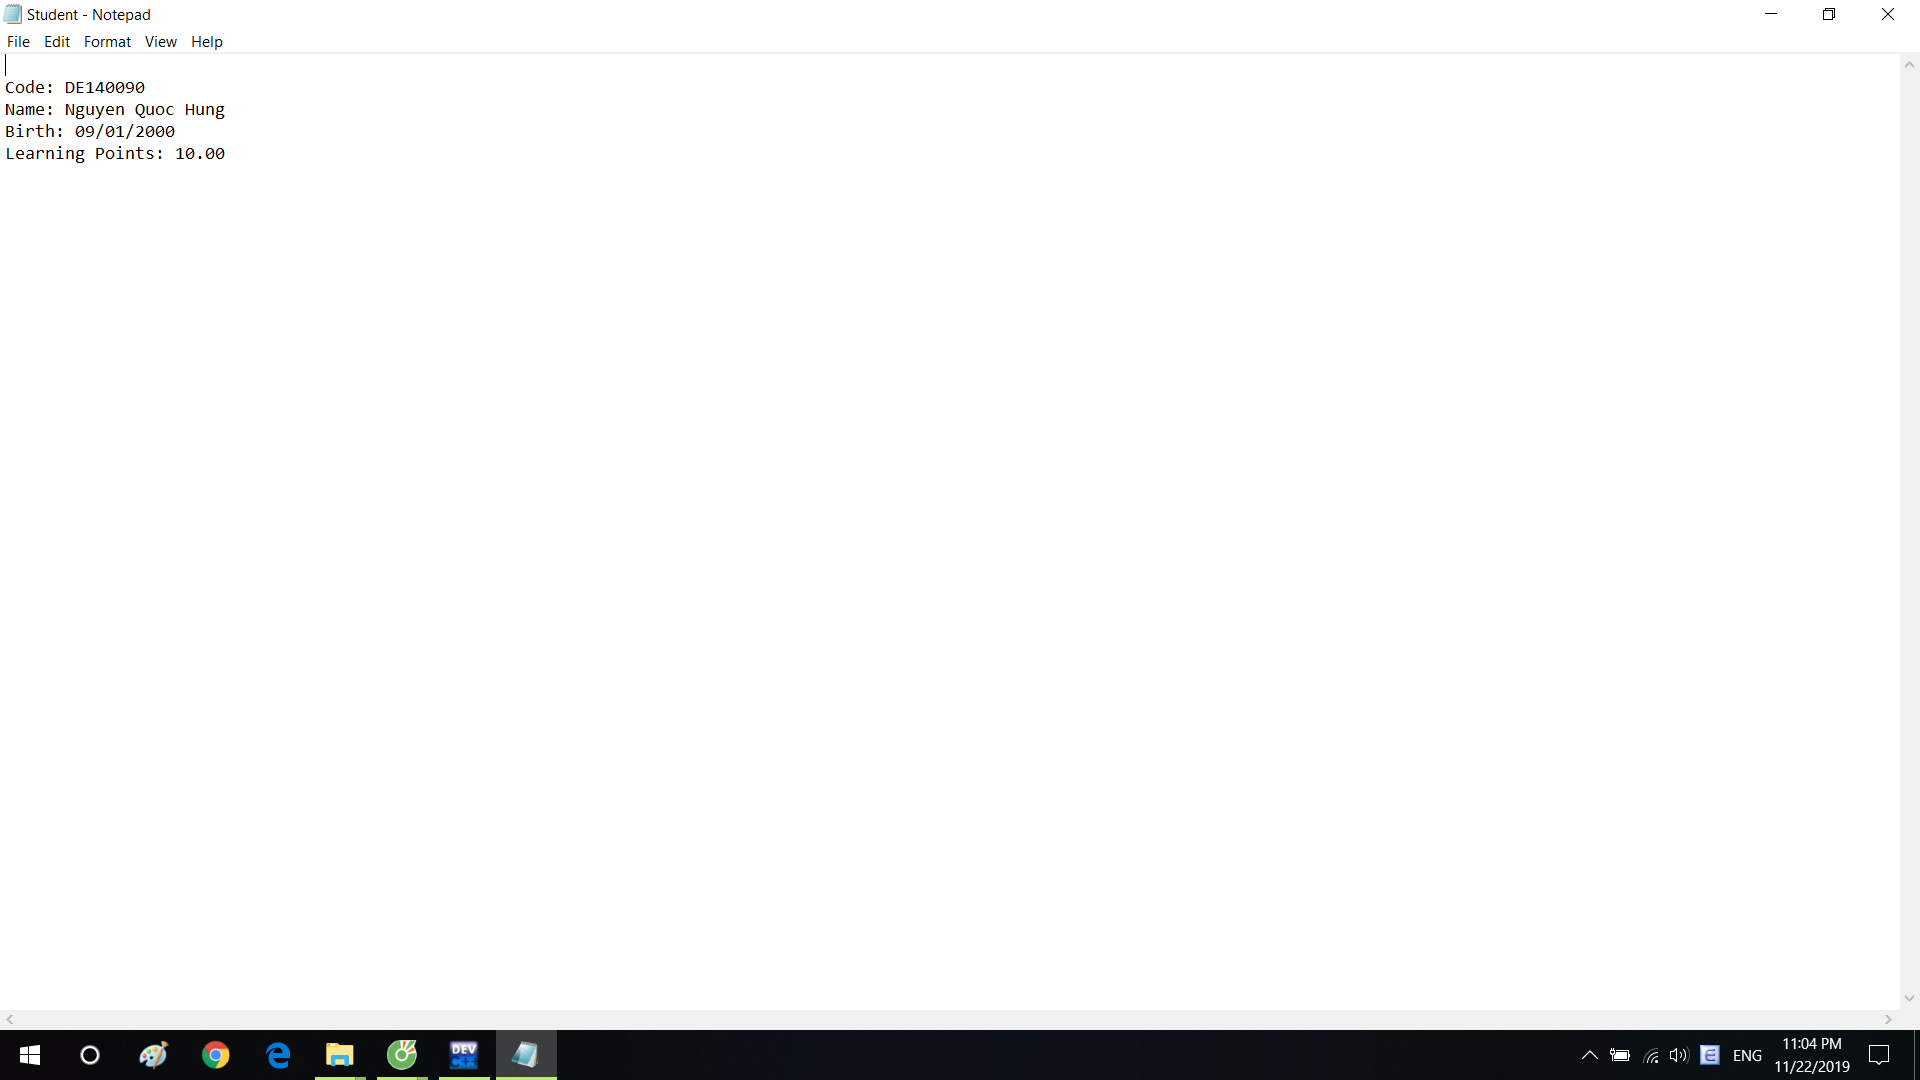 Student - Notepad
File Edit Format View Help
Code: DE140090
Name: Nguyen Quoc Hung
Birth: 09/01/2000
Learning Points: 10.00
DEV
C++
ENG
11:04 PM
11/22/2019